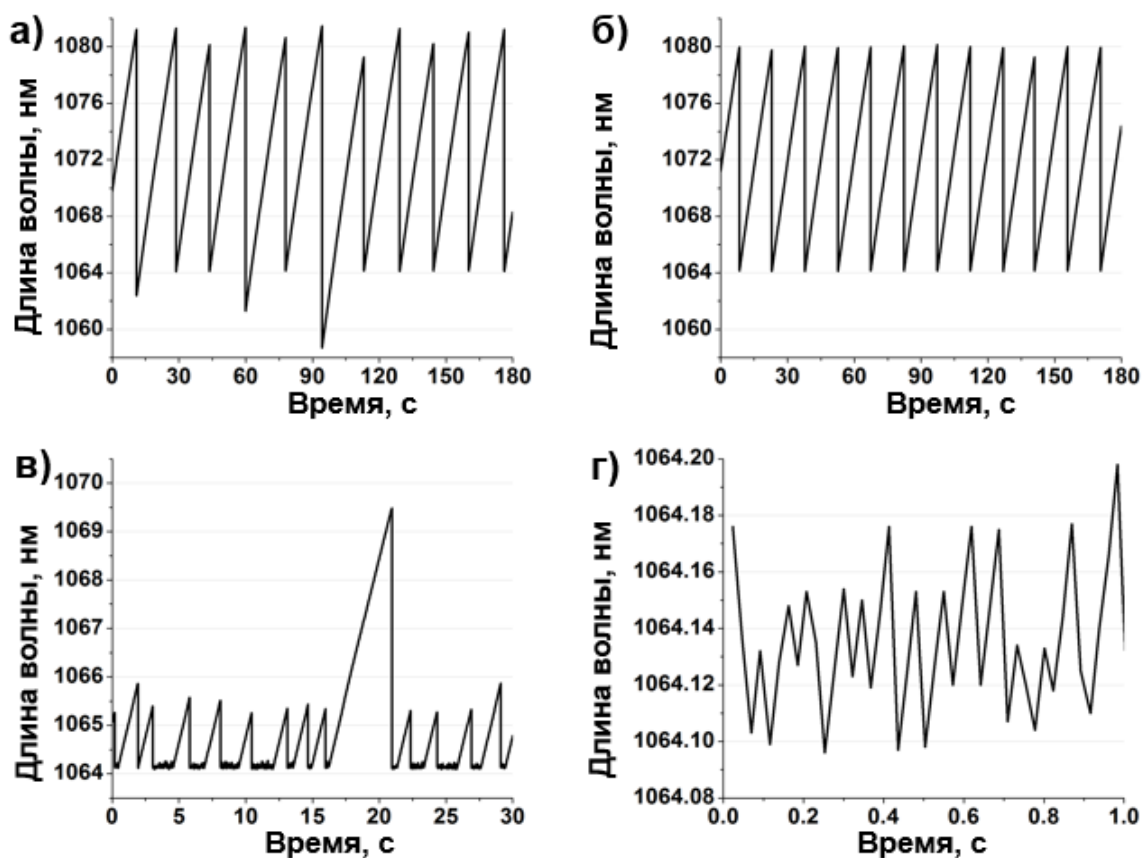 а)
Длина волны, нм
1080
1076
1072
1068
1064
1060
0 30 60 90 120 150 180
Время, с
б)
Длина волны, нм
1080
1076
1072
1068
1064
1060
0 30 60 90 120 150 180
Время, с
в)
Длина волны, нм
1070
1069
1068
1067
1066
1065
1064
0 5 10 15 20 25 30
Время, с
г)
Длина волны, нм
1064.20
1064.18
1064.16
1064.14
1064.12
1064.10
1064.08
0.0 0.2 0.4 0.6 0.8 1.0
Время, с